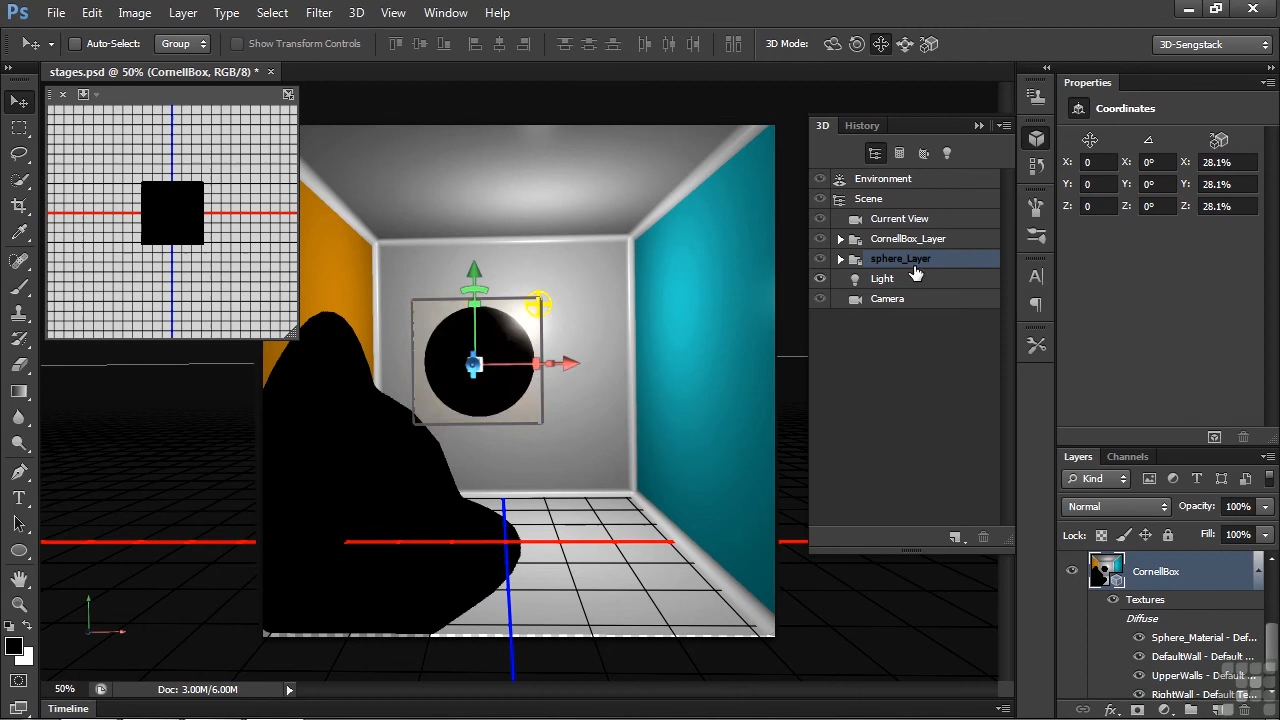 Ps File Edit Image Layer Type Select Filter 3D View Window Help
Auto-Select: Group Show Transform Controls 3D Mode: 3D-Sengstack
stages.psd @ 50% (CornellBox, RGB/8) * ×
3D History
Environment
Scene
Current View
CornellBox_Layer
sphere_Layer
Light
Camera
Properties
Coordinates
X: 0 X: 0° X: 28.1%
Y: 0 Y: 0° Y: 28.1%
Z: 0 Z: 0° Z: 28.1%
Layers Channels
Kind
Normal Opacity: 100%
Lock: Fill: 100%
CornellBox
Textures
Diffuse
Sphere_Material - Def...
DefaultWall - Default ...
UpperWalls - Default ...
RightWall - Default Te...
50% Doc: 3.00M/6.00M
Timeline